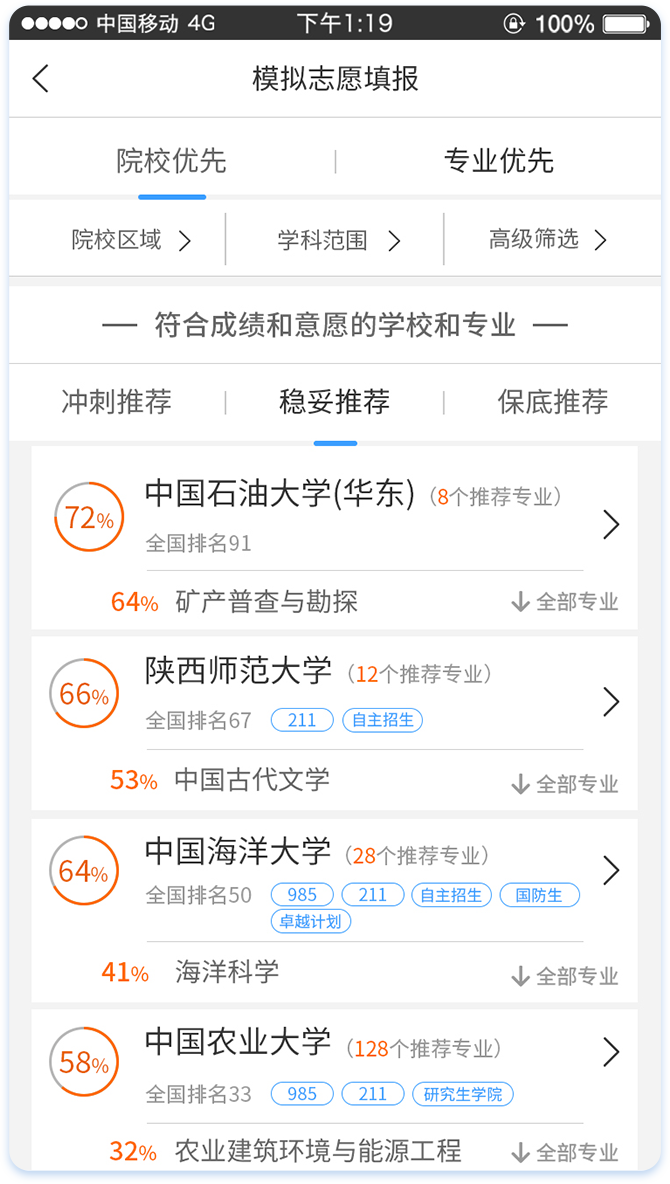 中国移动 4G 下午1:19 100%
模拟志愿填报
院校优先 专业优先
院校区域 学科范围 高级筛选
符合成绩和意愿的学校和专业
冲刺推荐 稳妥推荐 保底推荐
72% 中国石油大学(华东) (8个推荐专业)
全国排名91
64% 矿产普查与勘探 全部专业
66% 陕西师范大学 (12个推荐专业)
全国排名67 211 自主招生
53% 中国古代文学 全部专业
64% 中国海洋大学 (28个推荐专业)
全国排名50 985 211 自主招生 国防生
卓越计划
41% 海洋科学 全部专业
58% 中国农业大学 (128个推荐专业)
全国排名33 985 211 研究生学院
32% 农业建筑环境与能源工程 全部专业